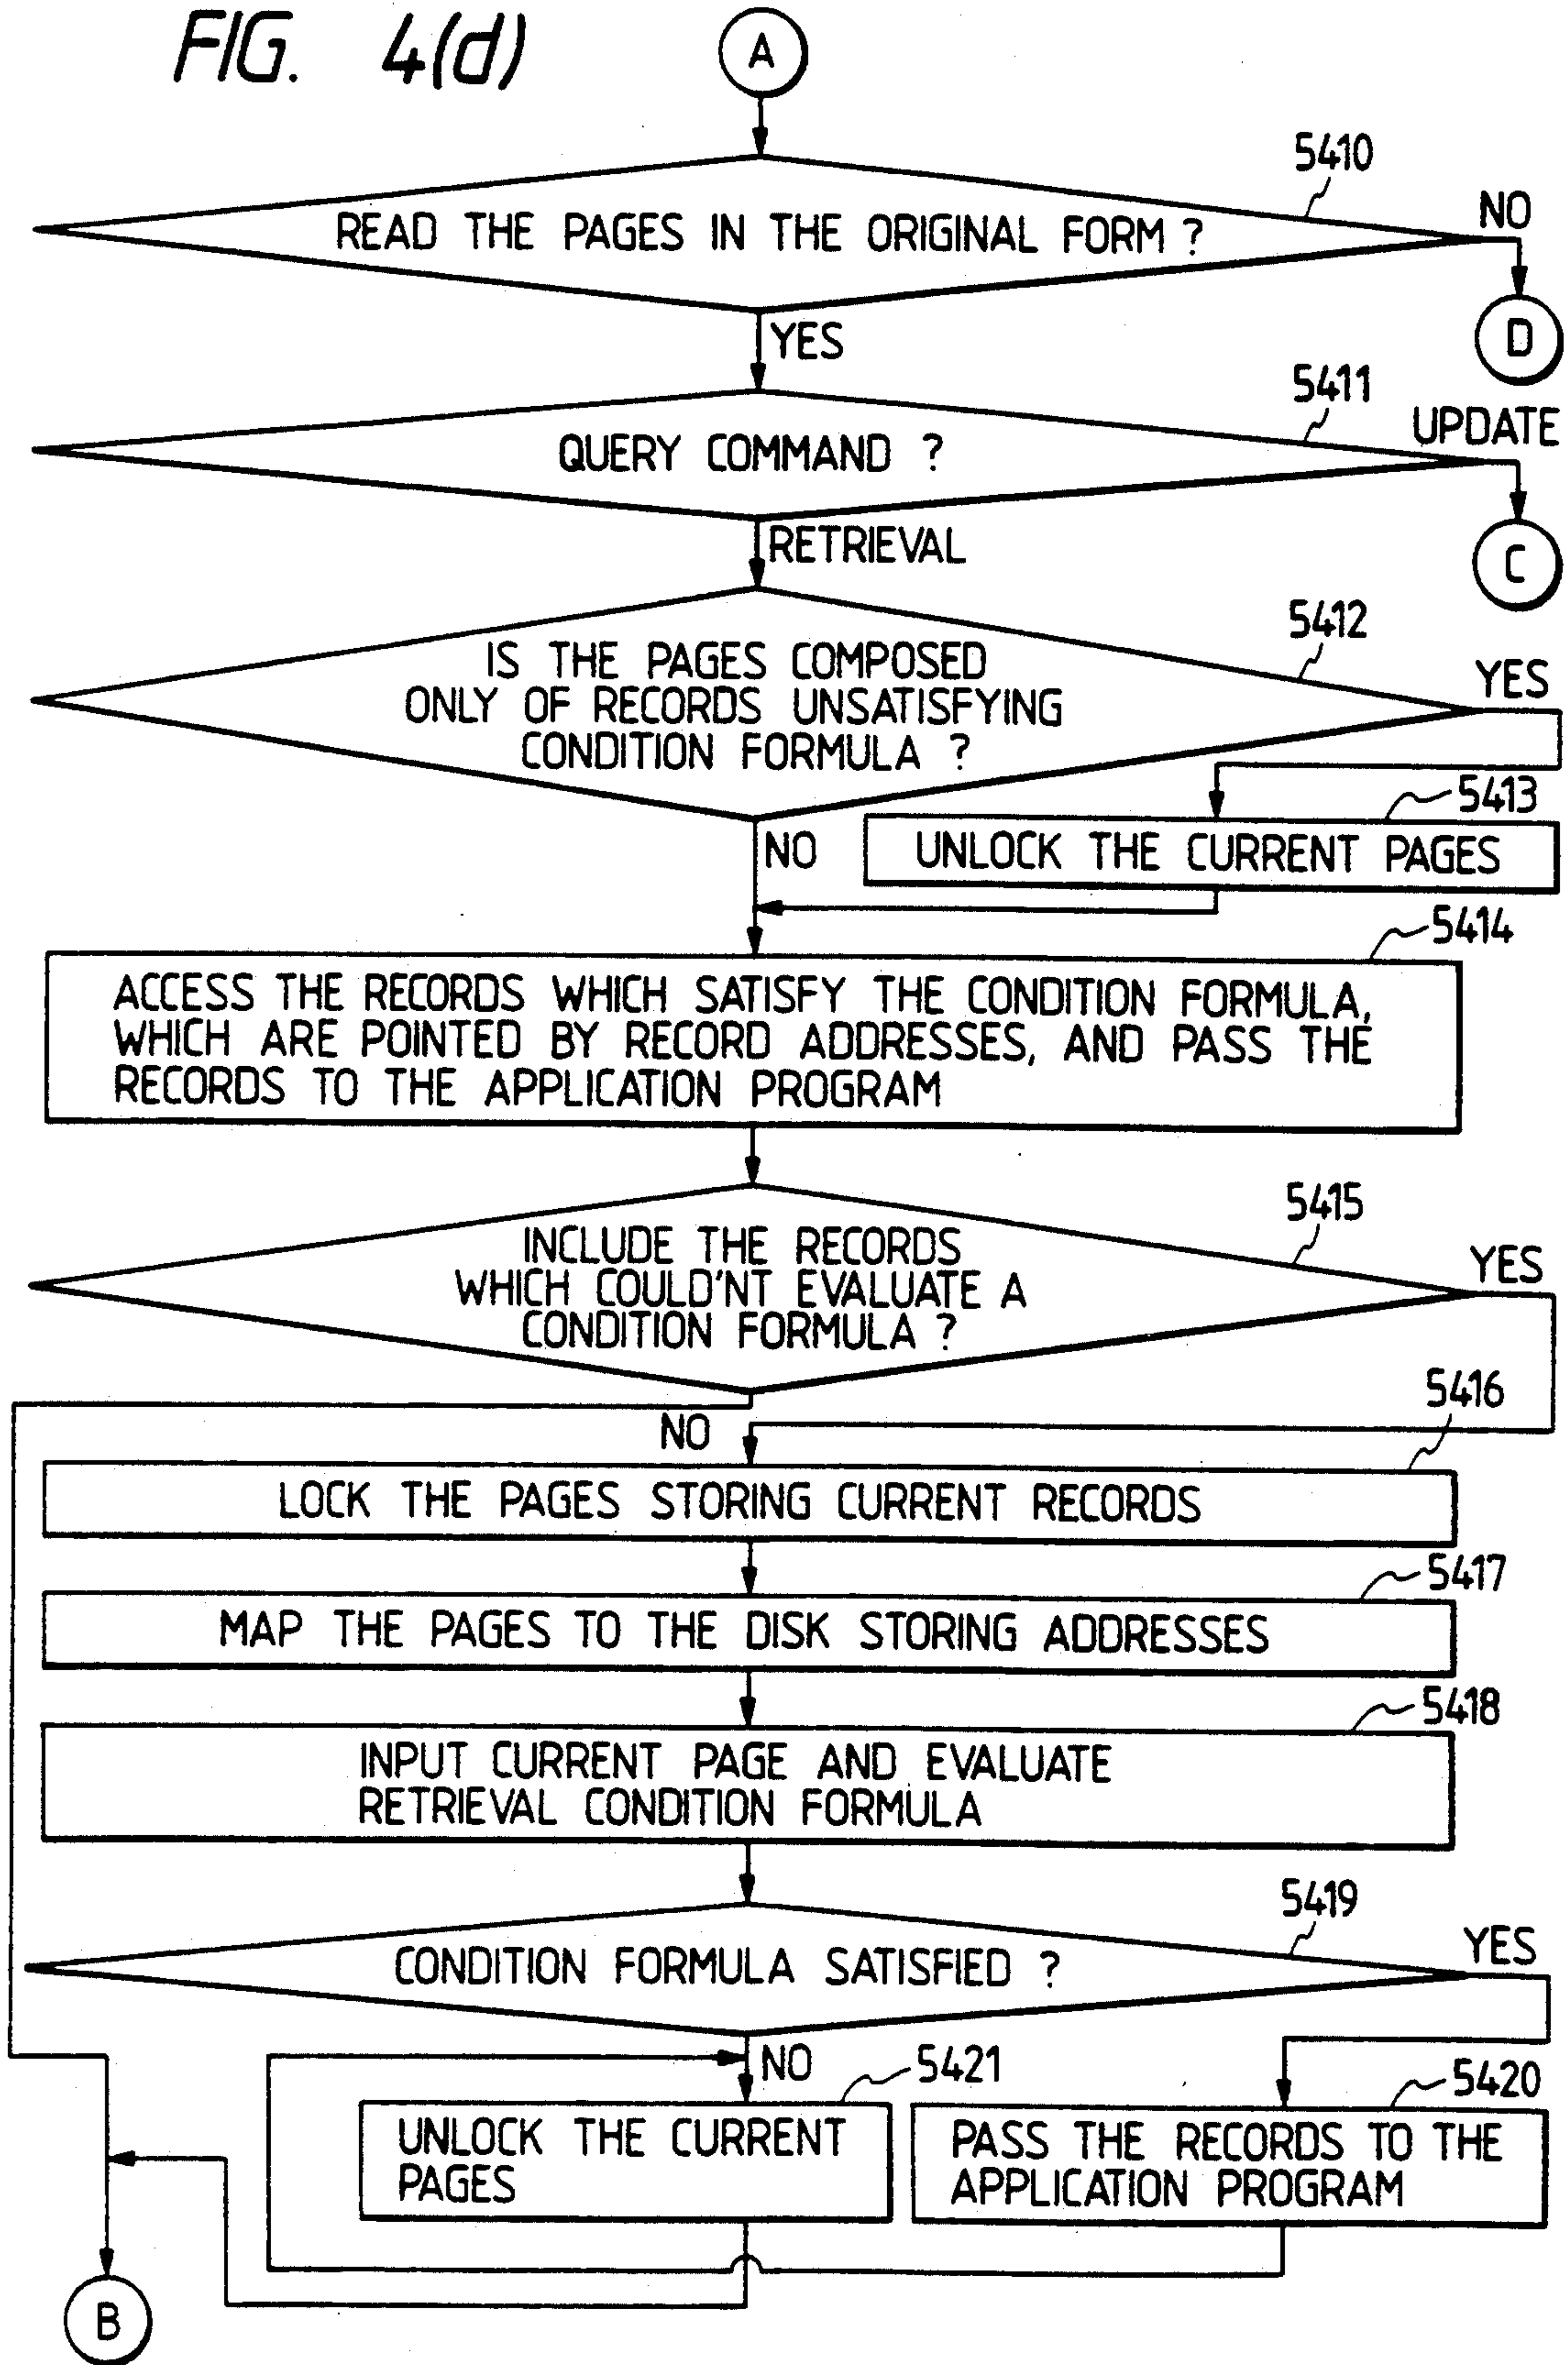 FIG. 4(d)
A
5410
READ THE PAGES IN THE ORIGINAL FORM ?
NO
D
YES
5411
QUERY COMMAND ?
UPDATE
C
RETRIEVAL
5412
IS THE PAGES COMPOSED
ONLY OF RECORDS UNSATISFYING
CONDITION FORMULA ?
YES
5413
NO
UNLOCK THE CURRENT PAGES
5414
ACCESS THE RECORDS WHICH SATISFY THE CONDITION FORMULA,
WHICH ARE POINTED BY RECORD ADDRESSES, AND PASS THE
RECORDS TO THE APPLICATION PROGRAM
5415
INCLUDE THE RECORDS
WHICH COULD'NT EVALUATE A
CONDITION FORMULA ?
YES
5416
NO
LOCK THE PAGES STORING CURRENT RECORDS
5417
MAP THE PAGES TO THE DISK STORING ADDRESSES
5418
INPUT CURRENT PAGE AND EVALUATE
RETRIEVAL CONDITION FORMULA
5419
CONDITION FORMULA SATISFIED ?
YES
NO
5421
5420
UNLOCK THE CURRENT
PAGES
PASS THE RECORDS TO THE
APPLICATION PROGRAM
B